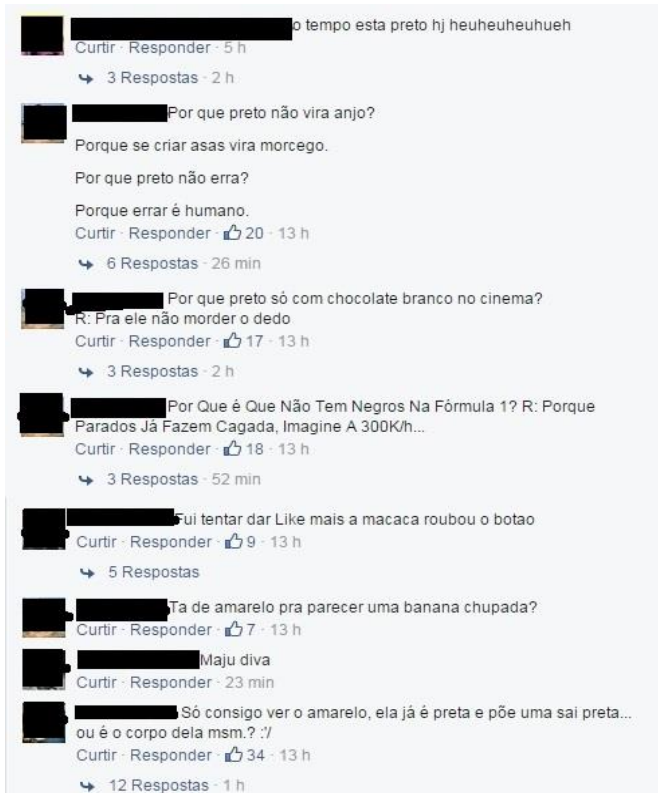 o tempo esta preto hj heuheuheuhueh
Curtir · Responder · 5 h
3 Respostas · 2 h
Por que preto não vira anjo?
Porque se criar asas vira morcego.
Por que preto não erra?
Porque errar é humano.
Curtir · Responder · 20 · 13 h
6 Respostas · 26 min
Por que preto só com chocolate branco no cinema?
R: Pra ele não morder o dedo
Curtir · Responder · 17 · 13 h
3 Respostas · 2 h
Por Que é Que Não Tem Negros Na Fórmula 1? R: Porque
Parados Já Fazem Cagada, Imagine A 300K/h...
Curtir · Responder · 18 · 13 h
3 Respostas · 52 min
Fui tentar dar Like mais a macaca roubou o botao
Curtir · Responder · 9 · 13 h
5 Respostas
Ta de amarelo pra parecer uma banana chupada?
Curtir · Responder · 7 · 13 h
Maju diva
Curtir · Responder · 23 min
Só consigo ver o amarelo, ela já é preta e põe uma sai preta...
ou é o corpo dela msm.? :'/
Curtir · Responder · 34 · 13 h
12 Respostas · 1 h